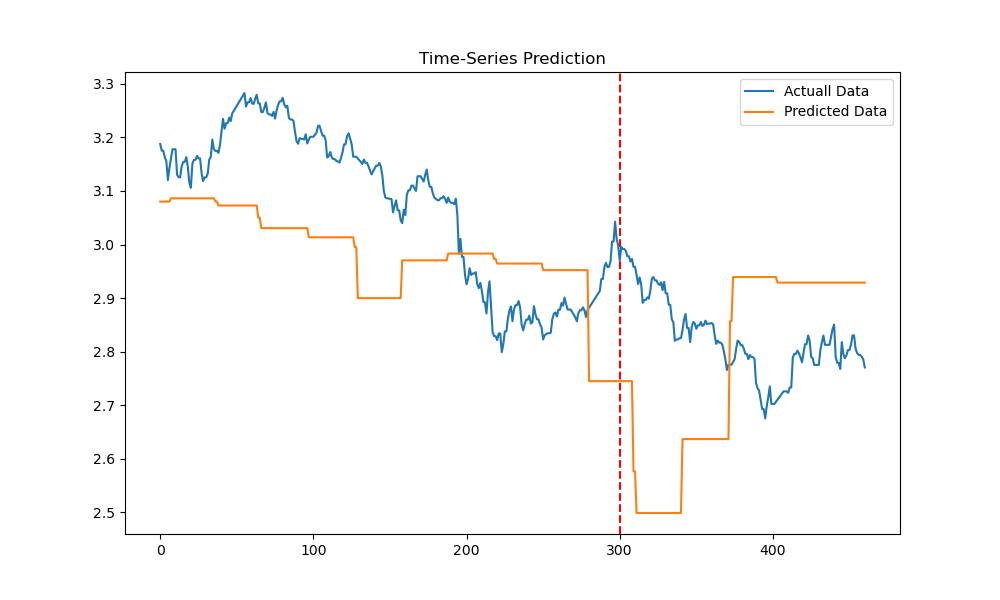 Time-Series Prediction
Actuall Data
Predicted Data
3.3
3.2
3.1
3.0
2.9
2.8
2.7
2.6
2.5
0 100 200 300 400